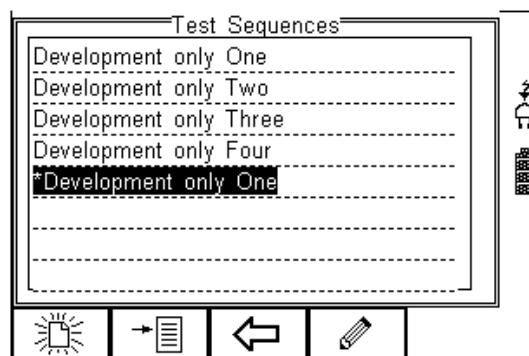 Test Sequences
Development only One
Development only Two
Development only Three
Development only Four
*Development only One